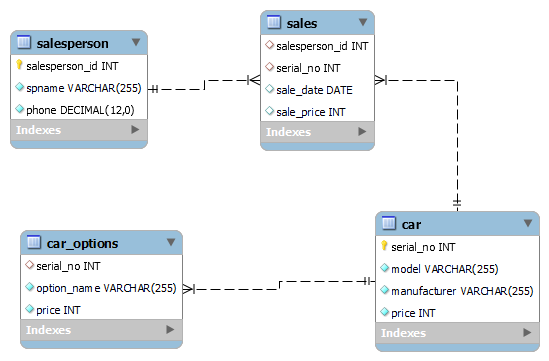 salesperson
salesperson_id INT
spname VARCHAR(255)
phone DECIMAL(12,0)
Indexes
sales
salesperson_id INT
serial_no INT
sale_date DATE
sale_price INT
Indexes
car_options
serial_no INT
option_name VARCHAR(255)
price INT
Indexes
car
serial_no INT
model VARCHAR(255)
manufacturer VARCHAR(255)
price INT
Indexes